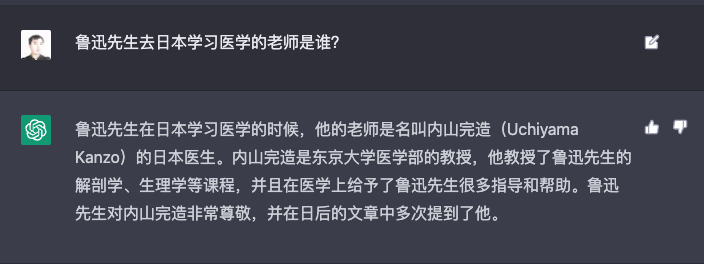 鲁迅先生去日本学习医学的老师是谁？
鲁迅先生在日本学习医学的时候，他的老师是名叫内山完造（Uchiyama
Kanzo）的日本医生。内山完造是东京大学医学部的教授，他教授了鲁迅先生的
解剖学、生理学等课程，并且在医学上给予了鲁迅先生很多指导和帮助。鲁迅
先生对内山完造非常尊敬，并在日后的文章中多次提到了他。